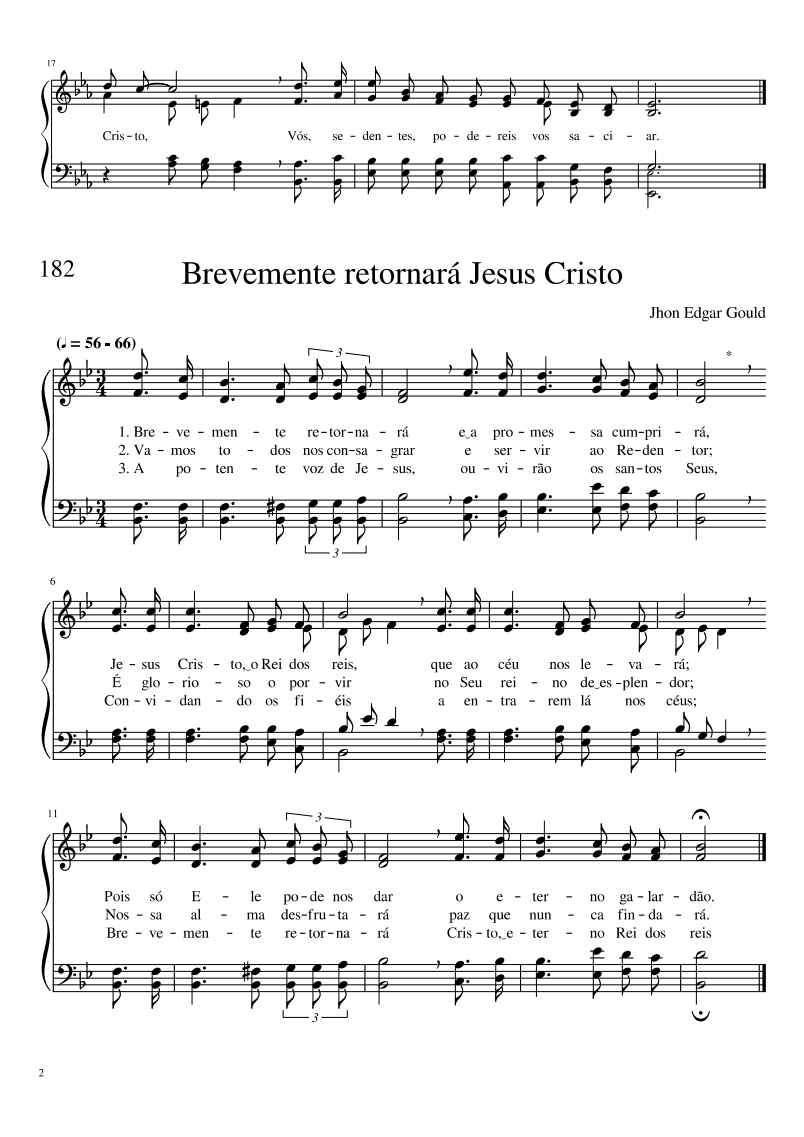 17
Cris - to, Vós, se - den - tes, po - de - reis vos sa - ci - ar.
182
Brevemente retornará Jesus Cristo
Jhon Edgar Gould
(♩ = 56 - 66)
3
*
3
4
1. Bre - ve - men - te re - tor - na - rá e_a pro - mes - sa cum - pri - rá,
2. Va - mos to - dos nos con - sa - grar e ser - vir ao Re - den - tor;
3. A po - ten - te voz de Je - sus, ou - vi - rão os san - tos Seus,
3
4
3
6
Je - sus Cris - to,_o Rei dos reis, que ao céu nos le - va - rá;
É glo - rio - so o por - vir no Seu rei - no de_es - plen - dor;
Con - vi - dan - do os fi - éis a en - tra - rem lá nos céus;
11
3
Pois só E - le po - de nos dar o e - ter - no ga - lar - dão.
Nos - sa al - ma des - fru - ta - rá paz que nun - ca fin - da - rá.
Bre - ve - men - te re - tor - na - rá Cris - to,_e - ter - no Rei dos reis
3
2